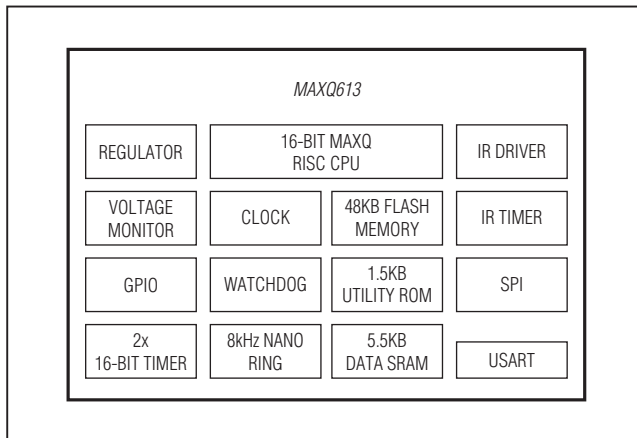 MAXQ613
REGULATOR
16-BIT MAXQ
RISC CPU
IR DRIVER
VOLTAGE
MONITOR
CLOCK
48KB FLASH
MEMORY
IR TIMER
GPIO
WATCHDOG
1.5KB
UTILITY ROM
SPI
2x
16-BIT TIMER
8kHz NANO
RING
5.5KB
DATA SRAM
USART